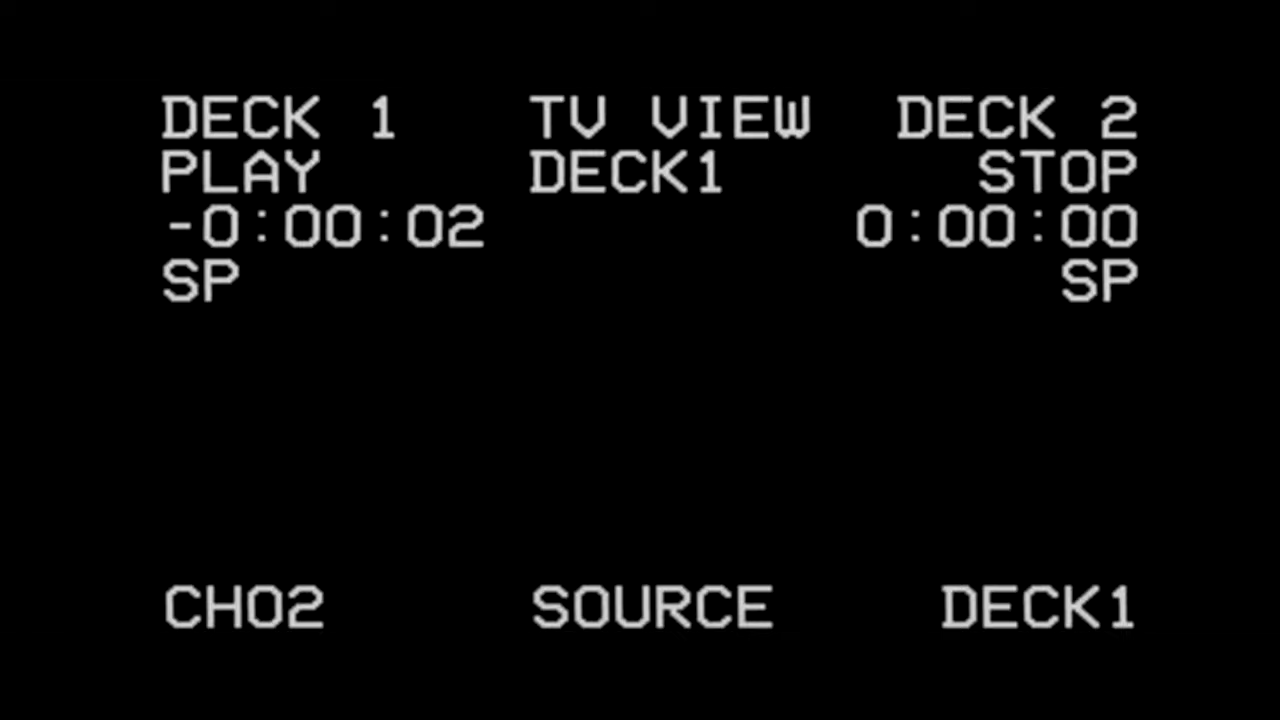 DECK 1 TV VIEW DECK 2
PLAY DECK1 STOP
-0:00:02 0:00:00
SP SP
CH02 SOURCE DECK1